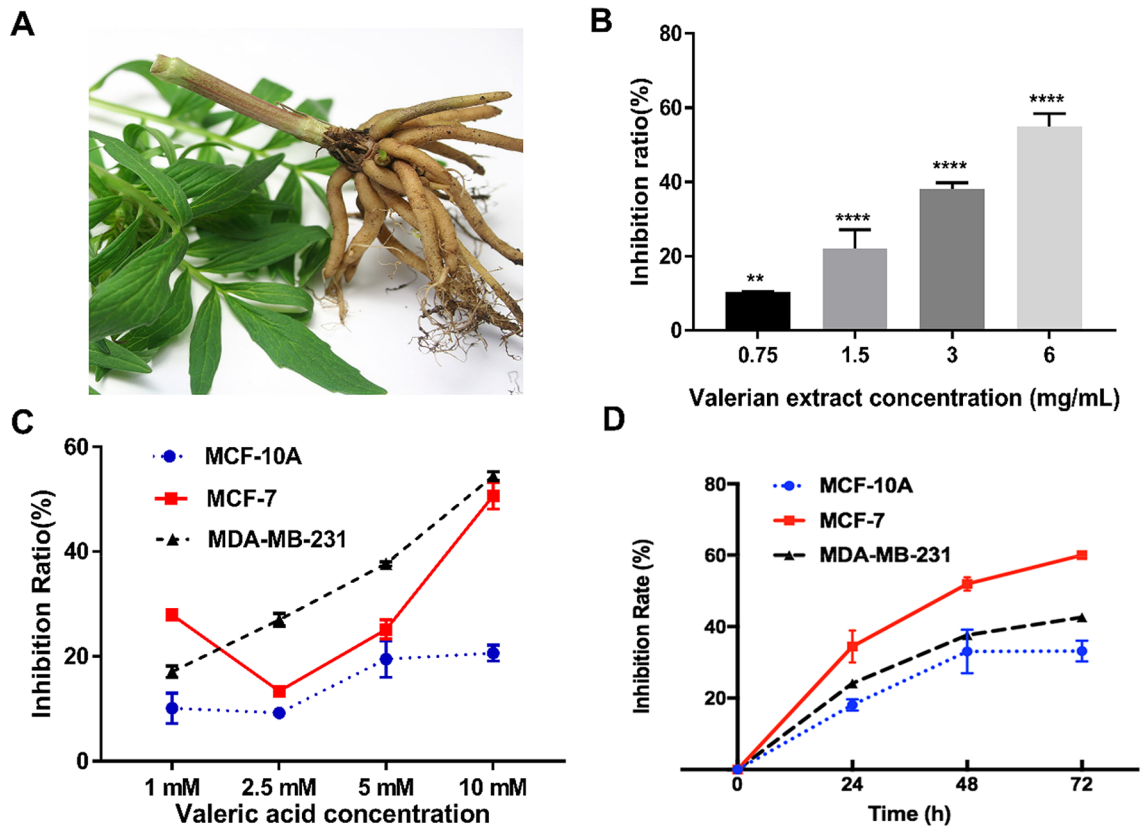 A
B
Inhibition ratio(%)
80
60
40
20
0
**
****
****
****
0.75 1.5 3 6
Valerian extract concentration (mg/mL)
C
Inhibition Ratio(%)
60
40
20
0
MCF-10A
MCF-7
MDA-MB-231
1 mM 2.5 mM 5 mM 10 mM
Valeric acid concentration
D
Inhibition Rate (%)
80
60
40
20
MCF-10A
MCF-7
MDA-MB-231
0 24 48 72
Time (h)